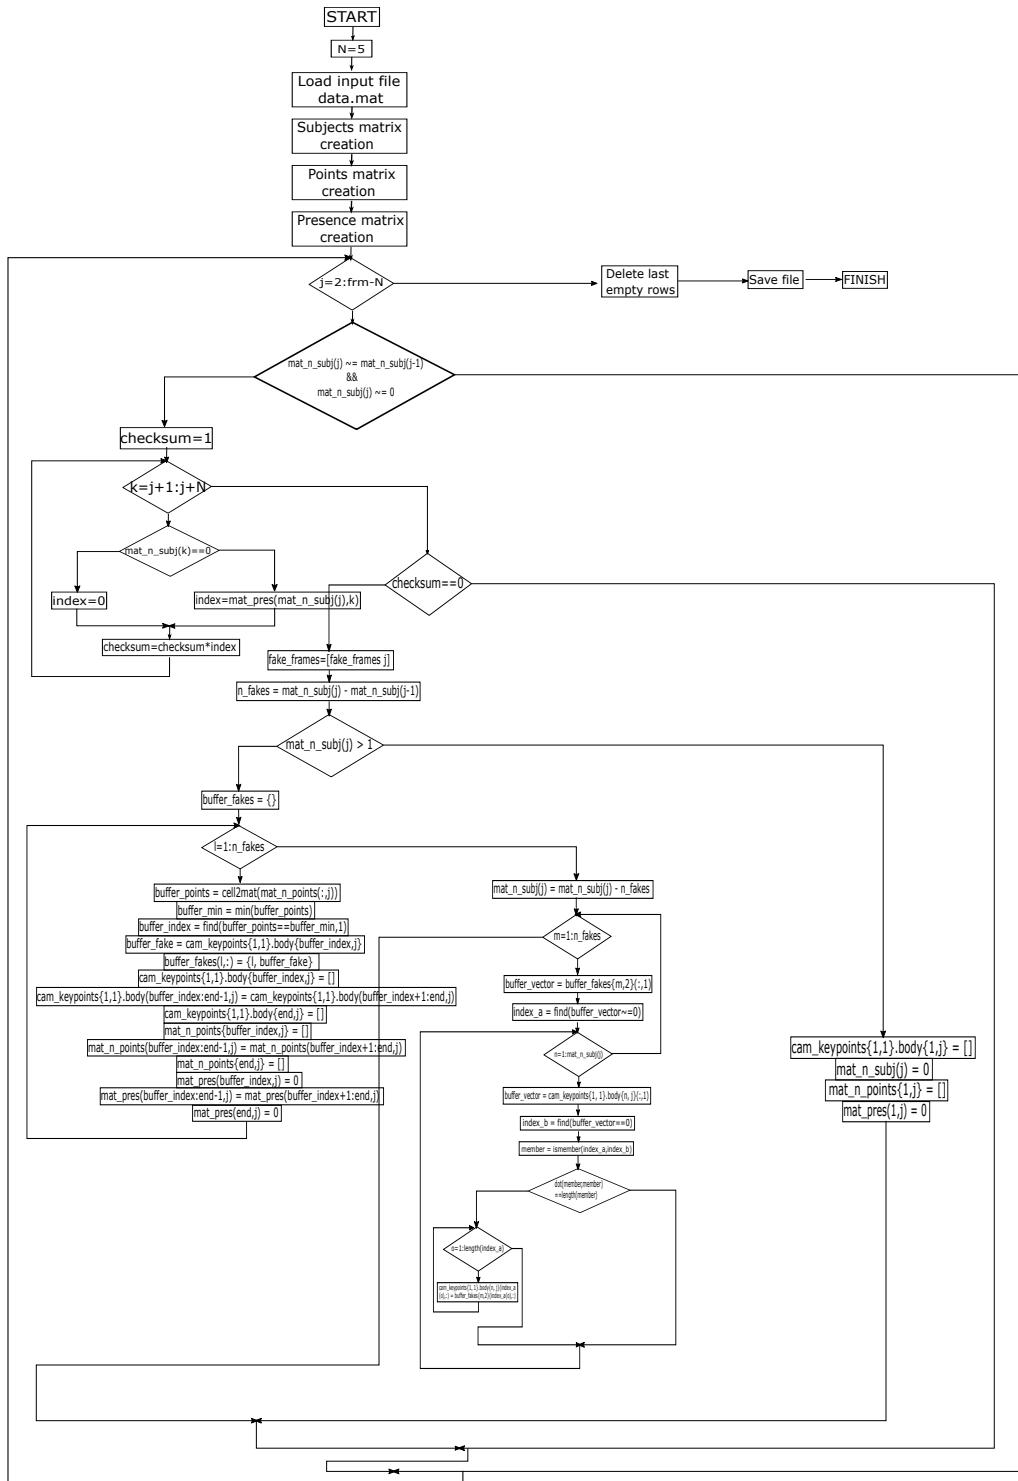 START
N=5
Load input file
data.mat
Subjects matrix
creation
Points matrix
creation
Presence matrix
creation
j=2:frm-N
Delete last
empty rows
Save file
FINISH
mat_n_subj(j) ~= mat_n_subj(j-1)
&&
mat_n_subj(j) ~= 0
checksum=1
k=j+1:j+N
mat_n_subj(k)==0
checksum==0
index=0
index=mat_pres(mat_n_subj(j),k)
checksum=checksum*index
fake_frames=[fake_frames j]
n_fakes = mat_n_subj(j) - mat_n_subj(j-1)
mat_n_subj(j) > 1
buffer_fakes = {}
l=1:n_fakes
buffer_points = cell2mat(mat_n_points(:,j))
buffer_min = min(buffer_points)
buffer_index = find(buffer_points==buffer_min,1)
buffer_fake = cam_keypoints{1,1}.body{buffer_index,j}
buffer_fakes(l,:) = {l, buffer_fake}
cam_keypoints{1,1}.body{buffer_index,j} = []
cam_keypoints{1,1}.body(buffer_index:end-1,j) = cam_keypoints{1,1}.body(buffer_index+1:end,j)
cam_keypoints{1,1}.body{end,j} = []
mat_n_points{buffer_index,j} = []
mat_n_points(buffer_index:end-1,j) = mat_n_points(buffer_index+1:end,j)
mat_n_points{end,j} = []
mat_pres(buffer_index,j) = 0
mat_pres(buffer_index:end-1,j) = mat_pres(buffer_index+1:end,j)
mat_pres(end,j) = 0
mat_n_subj(j) = mat_n_subj(j) - n_fakes
m=1:n_fakes
buffer_vector = buffer_fakes{m,2}(:,1)
index_a = find(buffer_vector~=0)
n=1:mat_n_subj(j)
buffer_vector = cam_keypoints{1, 1}.body{n, j}(:,1)
index_b = find(buffer_vector==0)
member = ismember(index_a,index_b)
dot(member,member)
==length(member)
o=1:length(index_a)
cam_keypoints{1, 1}.body{n, j}(index_a
(o),:) = buffer_fakes{m,2}(index_a(o),:)
cam_keypoints{1,1}.body{1,j} = []
mat_n_subj(j) = 0
mat_n_points{1,j} = []
mat_pres(1,j) = 0